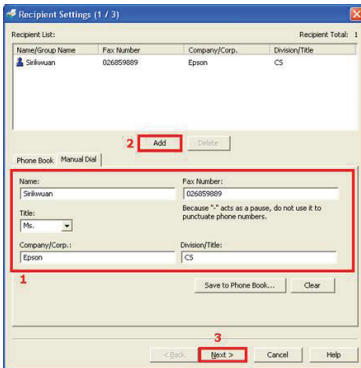 Recipient Settings (1 / 3)
Recipient List: Recipient Total: 1
Name/Group Name Fax Number Company/Corp. Division/Title
Sirikwuan 026859889 Epson CS
2 Add Delete
Phone Book Manual Dial
Name: Fax Number:
Sirikwuan 026859889
Title: Because "-" acts as a pause, do not use it to
Ms. punctuate phone numbers.
Company/Corp.: Division/Title:
Epson CS
1
Save to Phone Book... Clear
3
< Back Next > Cancel Help